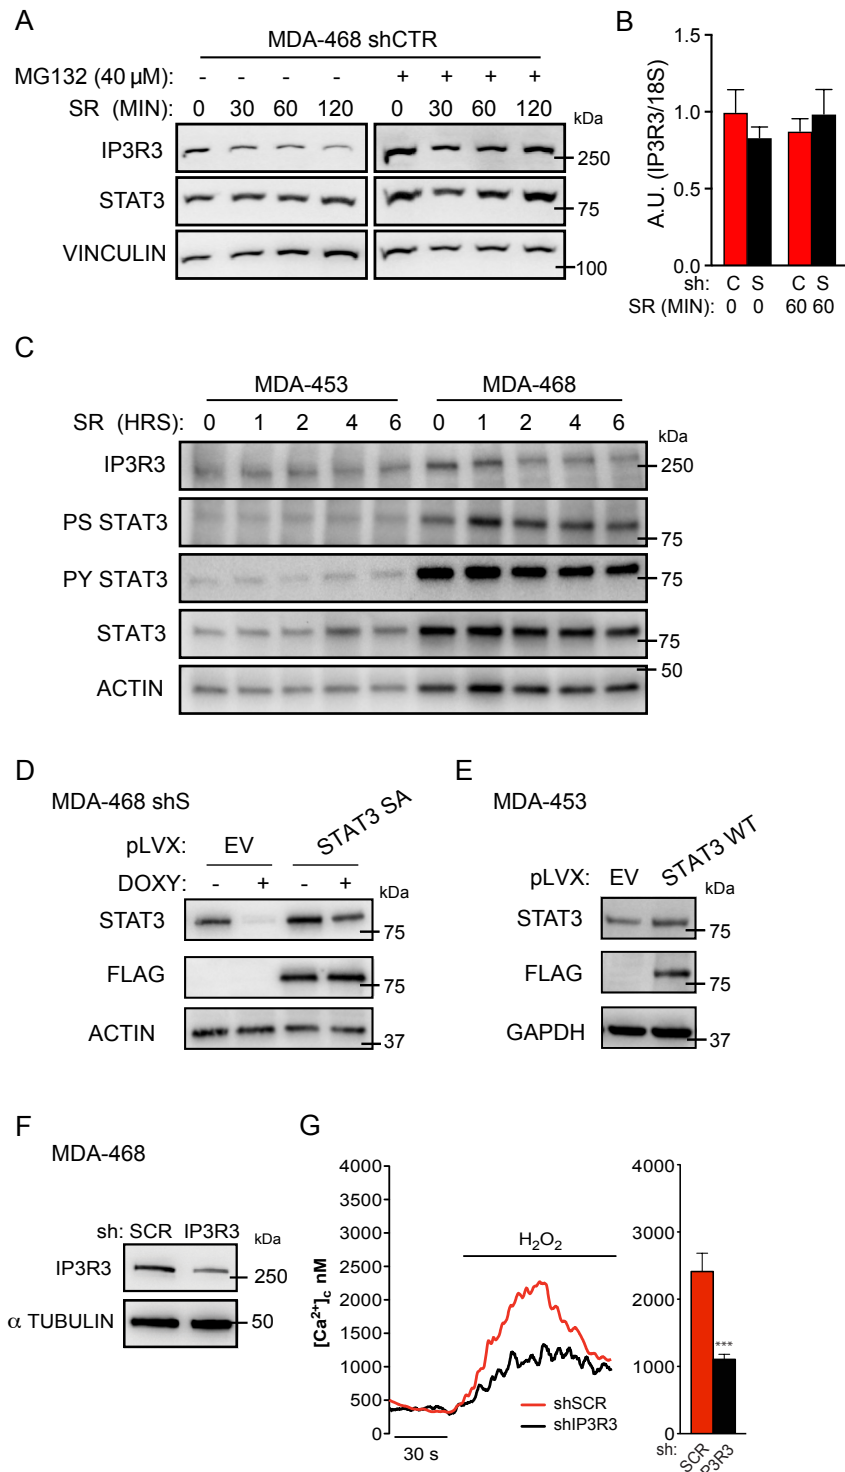 A
MDA-468 shCTR
MG132 (40 µM): - - - - + + + +
SR (MIN): 0 30 60 120 0 30 60 120
kDa
IP3R3
250
STAT3
75
VINCULIN
100
B
A.U. (IP3R3/18S)
1.5
1.0
0.5
0.0
sh: C S C S
SR (MIN): 0 0 60 60
C
MDA-453 MDA-468
SR (HRS): 0 1 2 4 6 0 1 2 4 6
kDa
IP3R3
250
PS STAT3
75
PY STAT3
75
STAT3
75
50
ACTIN
D
MDA-468 shS
pLVX: EV STAT3 SA
DOXY: - + - +
kDa
STAT3
75
FLAG
75
ACTIN
37
E
MDA-453
pLVX: EV STAT3 WT
kDa
STAT3
75
FLAG
75
GAPDH
37
F
MDA-468
sh: SCR IP3R3
kDa
IP3R3
250
α TUBULIN
50
G
[Ca2+]c nM
4000
3500
3000
2500
2000
1500
1000
500
0
H2O2
shSCR
shIP3R3
30 s
4000
3000
2000
1000
0
***
sh: SCR P3R3